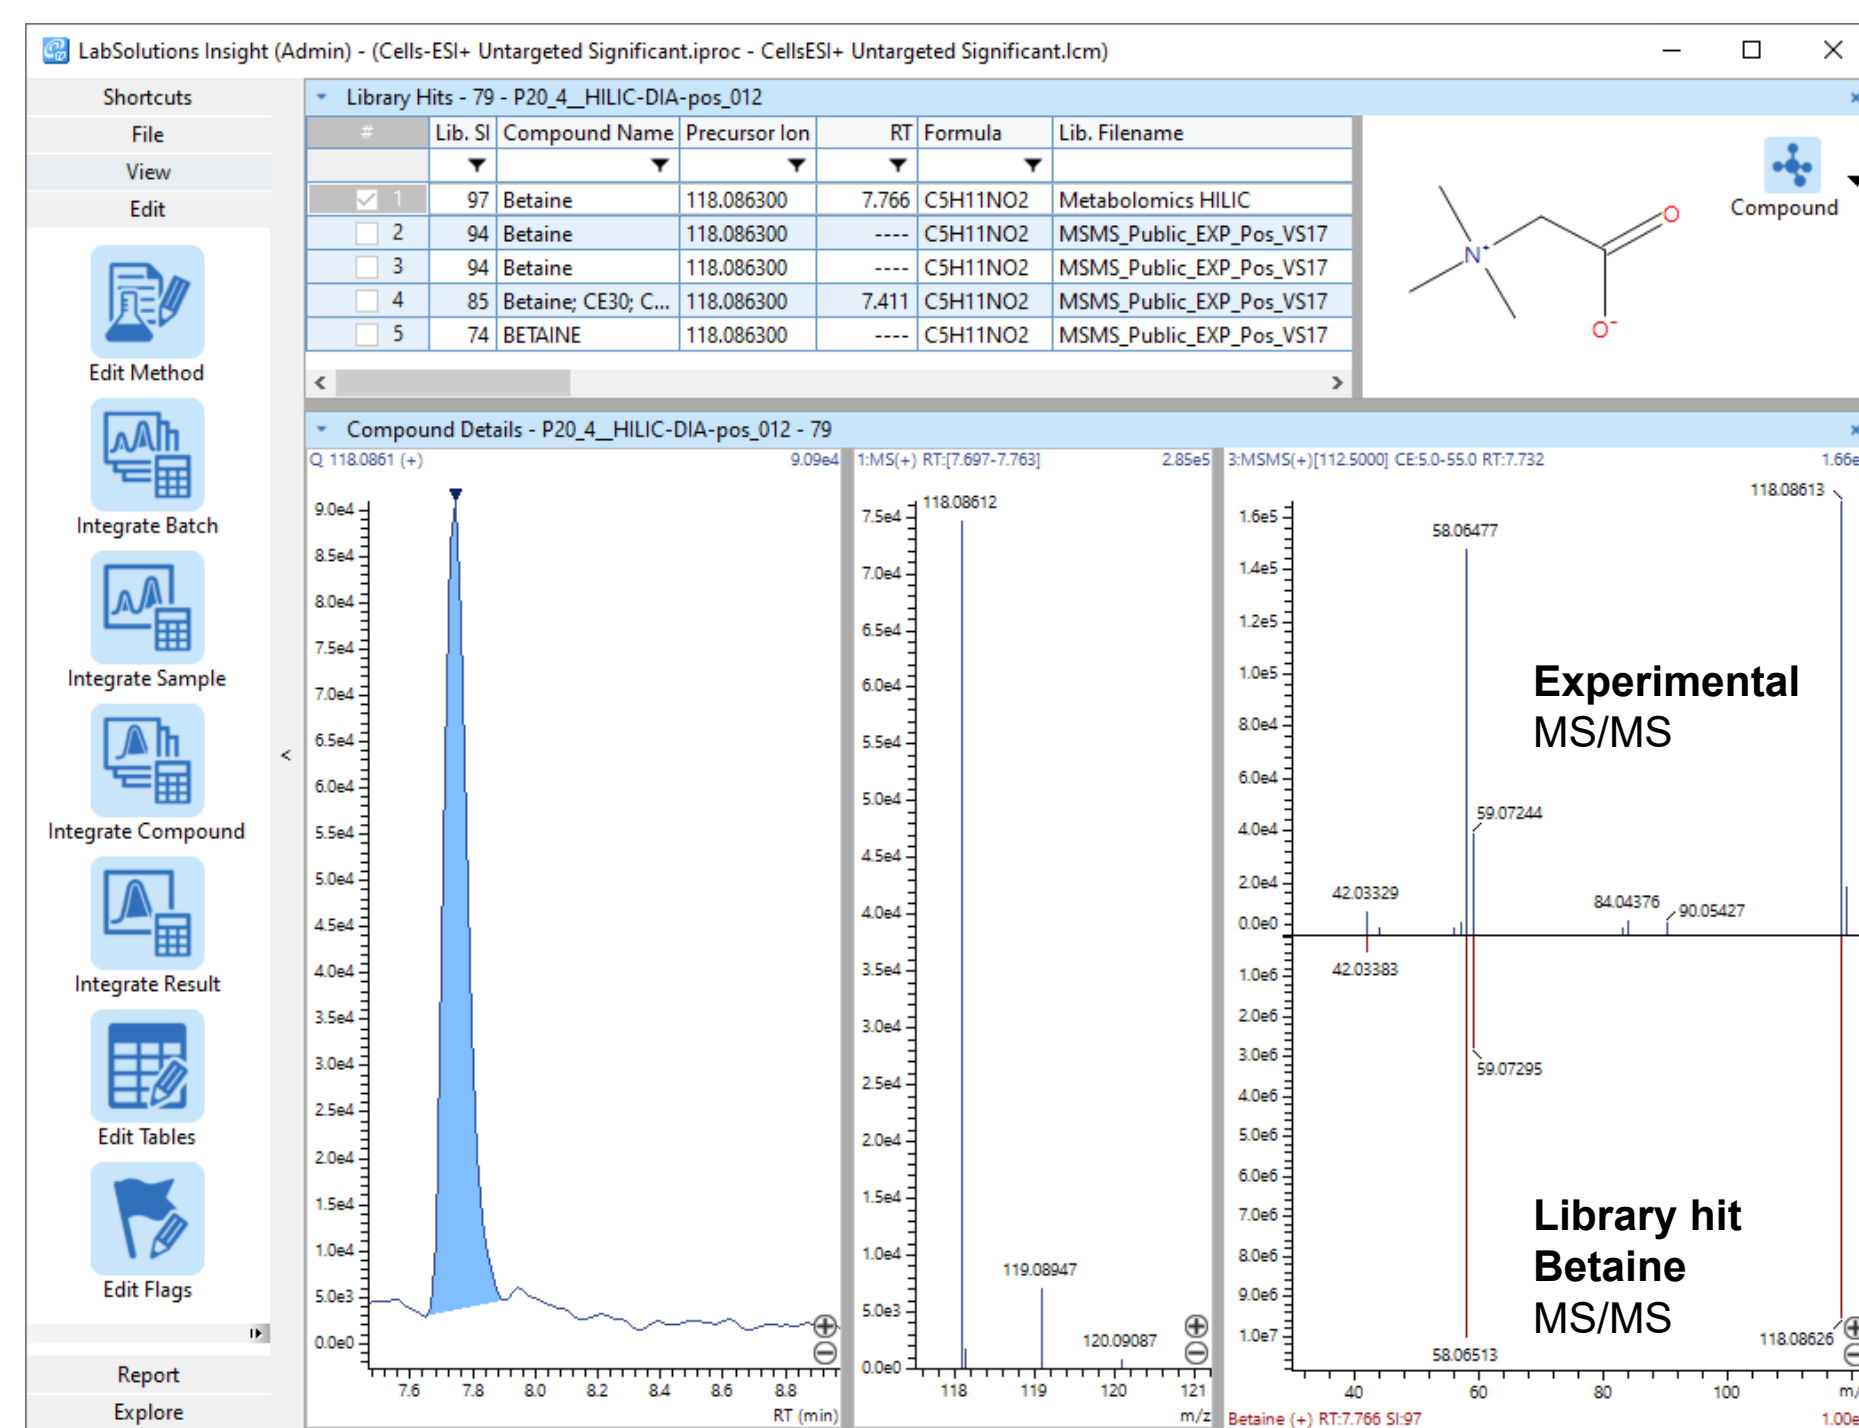 LabSolutions Insight (Admin) - (Cells-ESI+ Untargeted Significant.iproc - CellsESI+ Untargeted Significant.lcm)
Shortcuts
File
View
Edit
Edit Method
Integrate Batch
Integrate Sample
Integrate Compound
Integrate Result
Edit Tables
Edit Flags
Report
Explore
Library Hits - 79 - P20_4__HILIC-DIA-pos_012
# Lib. SI Compound Name Precursor Ion RT Formula Lib. Filename
1 97 Betaine 118.086300 7.766 C5H11NO2 Metabolomics HILIC
2 94 Betaine 118.086300 ---- C5H11NO2 MSMS_Public_EXP_Pos_VS17
3 94 Betaine 118.086300 ---- C5H11NO2 MSMS_Public_EXP_Pos_VS17
4 85 Betaine; CE30; C... 118.086300 7.411 C5H11NO2 MSMS_Public_EXP_Pos_VS17
5 74 BETAINE 118.086300 ---- C5H11NO2 MSMS_Public_EXP_Pos_VS17
N+
O
O-
Compound
Compound Details - P20_4__HILIC-DIA-pos_012 - 79
Q 118.0861 (+) 9.09e4
9.0e4
8.5e4
8.0e4
7.5e4
7.0e4
6.5e4
6.0e4
5.5e4
5.0e4
4.5e4
4.0e4
3.5e4
3.0e4
2.5e4
2.0e4
1.5e4
1.0e4
5.0e3
0.0e0
7.6 7.8 8.0 8.2 8.4 8.6 8.8
RT (min)
1:MS(+) RT:[7.697-7.763] 2.85e5
118.08612
7.5e4
7.0e4
6.5e4
6.0e4
5.5e4
5.0e4
4.5e4
4.0e4
3.5e4
3.0e4
2.5e4
2.0e4
1.5e4
1.0e4
5.0e3
0.0e0
119.08947
120.09087
118 119 120 121
m/z
3:MSMS(+)[112.5000] CE:5.0-55.0 RT:7.732 1.66e
118.08613
58.06477
59.07244
42.03329
84.04376
90.05427
1.6e5
1.4e5
1.2e5
1.0e5
8.0e4
6.0e4
4.0e4
2.0e4
0.0e0
Experimental
MS/MS
1.0e6
2.0e6
3.0e6
4.0e6
5.0e6
6.0e6
7.0e6
8.0e6
9.0e6
1.0e7
42.03383
59.07295
58.06513
118.08626
Library hit
Betaine
MS/MS
40 60 80 100 m/
Betaine (+) RT:7.766 SI:97 1.00e